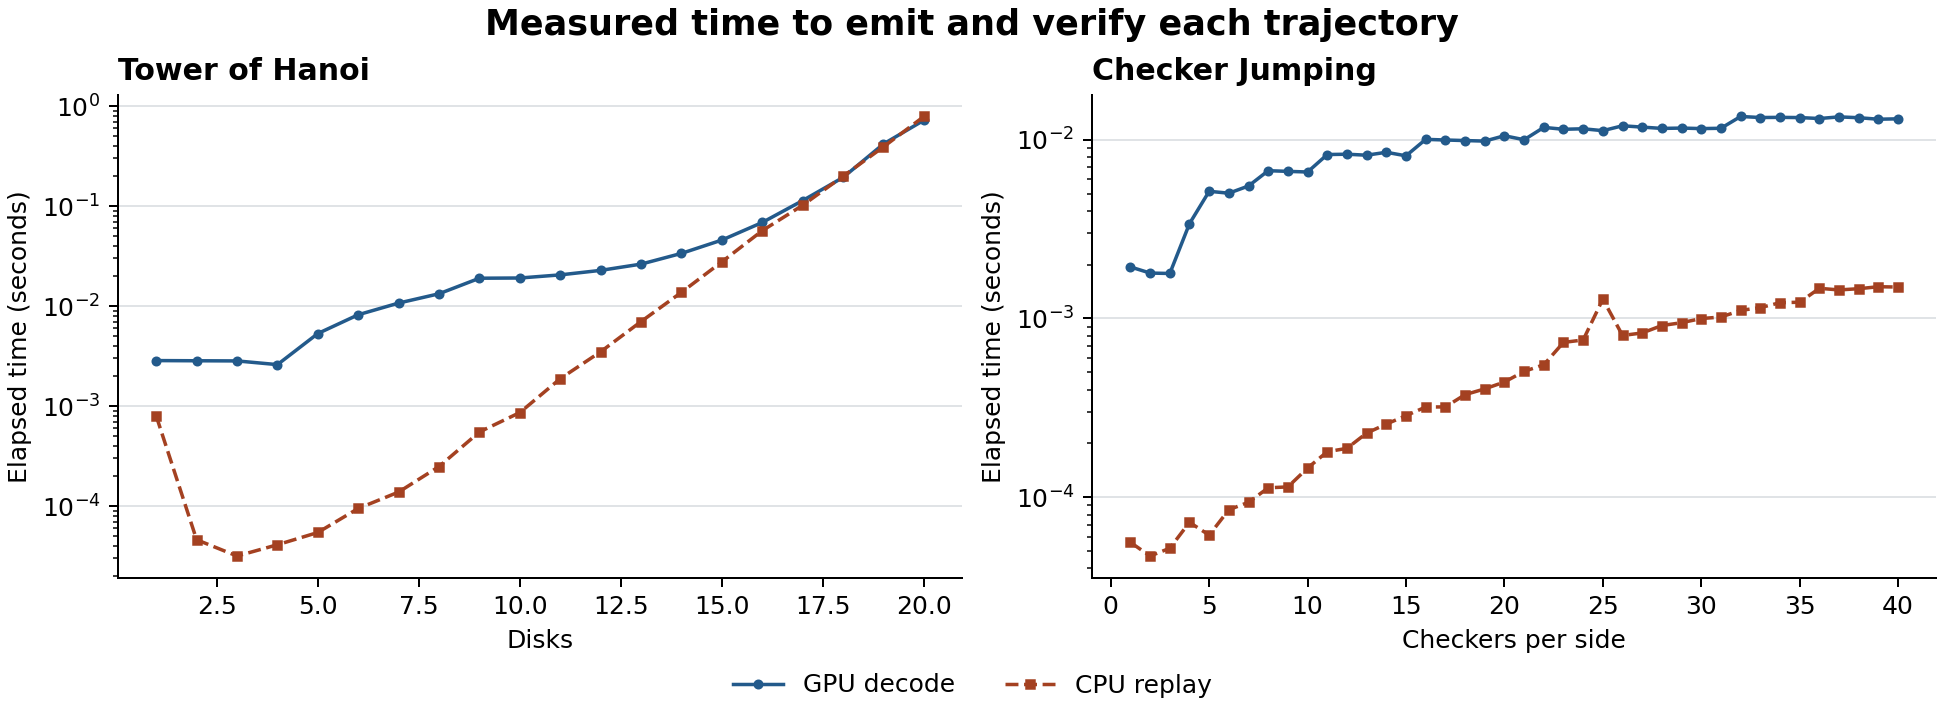 Measured time to emit and verify each trajectory
Tower of Hanoi
Elapsed time (seconds)
10⁰
10⁻¹
10⁻²
10⁻³
10⁻⁴
2.5 5.0 7.5 10.0 12.5 15.0 17.5 20.0
Disks
Checker Jumping
Elapsed time (seconds)
10⁻²
10⁻³
10⁻⁴
0 5 10 15 20 25 30 35 40
Checkers per side
GPU decode CPU replay